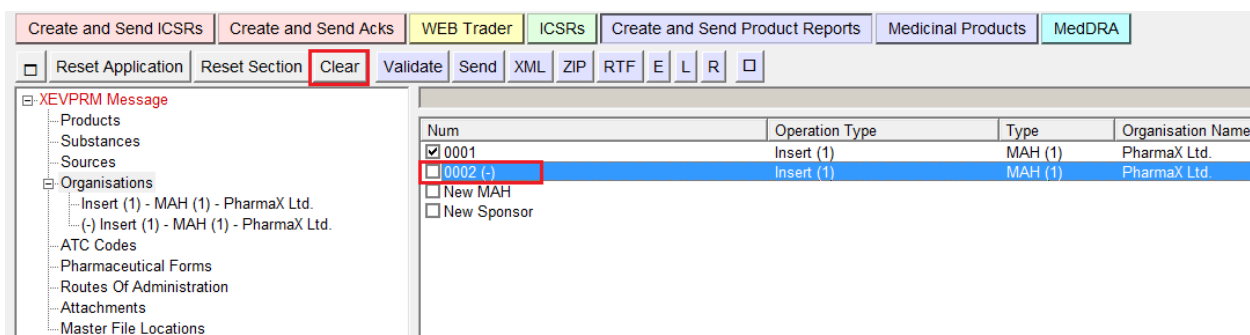 Create and Send ICSRs Create and Send Acks WEB Trader ICSRs Create and Send Product Reports Medicinal Products MedDRA
Reset Application Reset Section Clear Validate Send XML ZIP RTF E L R
XEVPRM Message
Products
Substances
Sources
Organisations
Insert (1) - MAH (1) - PharmaX Ltd.
(-) Insert (1) - MAH (1) - PharmaX Ltd.
ATC Codes
Pharmaceutical Forms
Routes Of Administration
Attachments
Master File Locations
Num Operation Type Type Organisation Name
0001 Insert (1) MAH (1) PharmaX Ltd.
0002 (-) Insert (1) MAH (1) PharmaX Ltd.
New MAH
New Sponsor